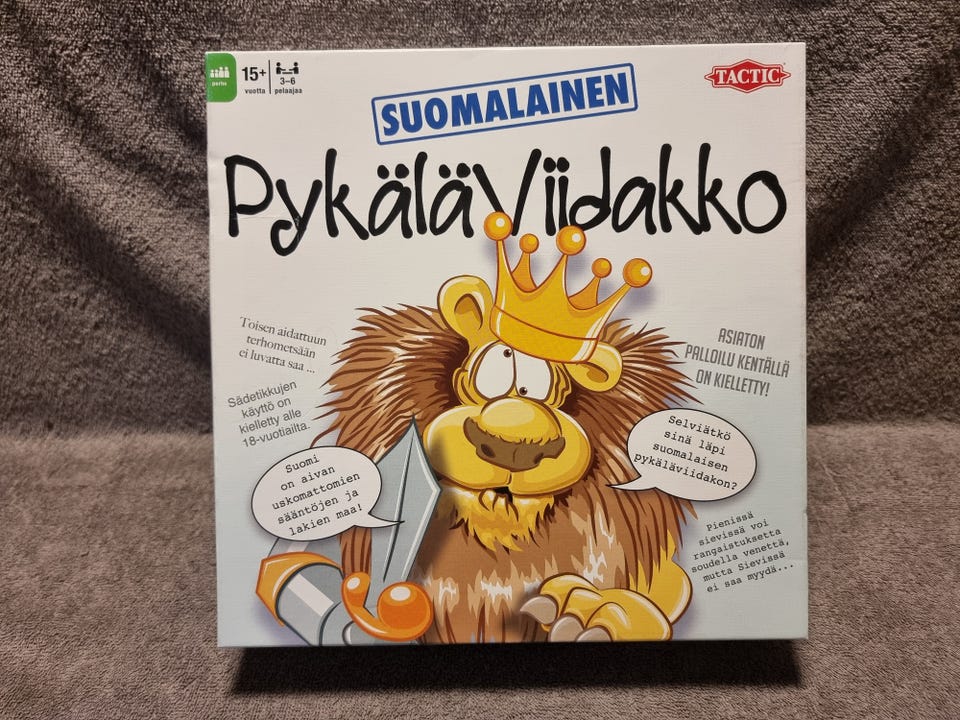 perhe
15+
vuotta
3-6
pelaajaa
SUOMALAINEN
TACTIC
PykäläViidakko
Toisen aidattuun
terhometsään
ei luvatta saa ...
Sädetikkujen
käyttö on
kielletty alle
18-vuotiailta.
ASIATON
PALLOILU KENTÄLLÄ
ON KIELLETTY!
Suomi
on aivan
uskomattomien
sääntöjen ja
lakien maa!
Selviätkö
sinä läpi
suomalaisen
pykäläviidakon?
Pienissä
sievissä voi
rangaistuksetta
soudella venettä,
mutta Sievissä
ei saa myydä...